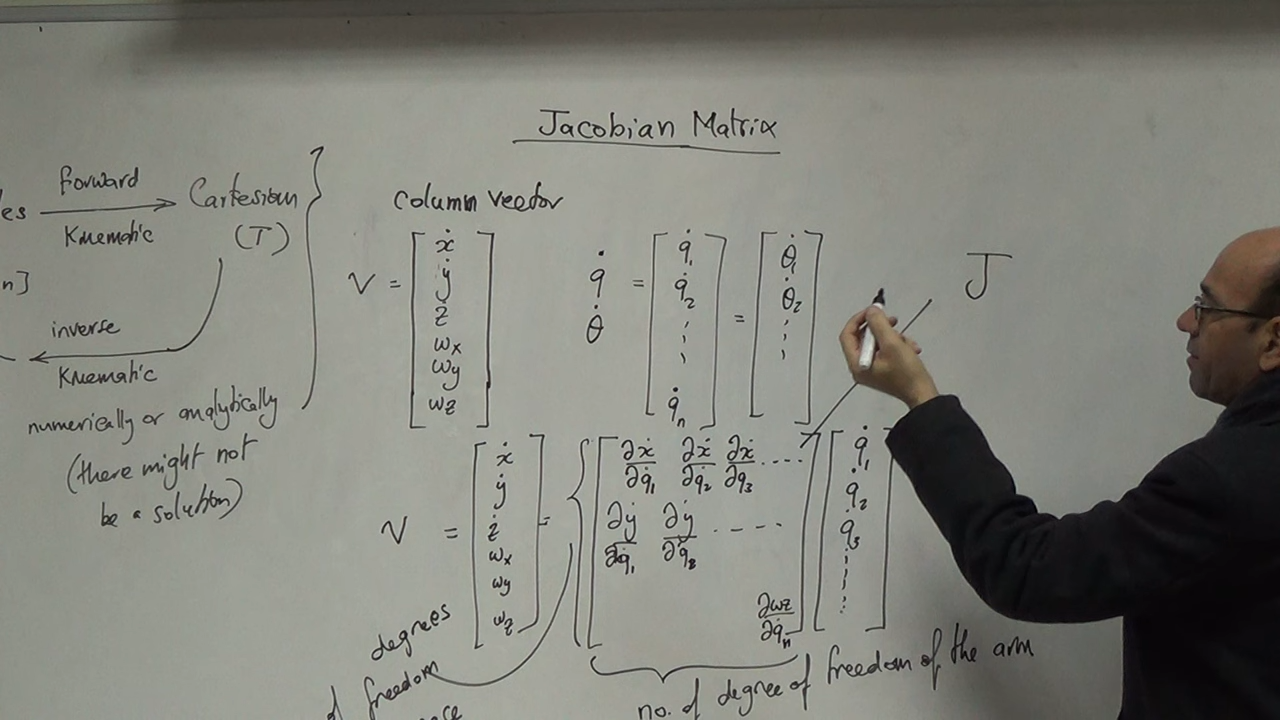 Jacobian Matrix
es forward Cartesian
Knematic (T)
n]
inverse
Knematic
numerically or analytically
(there might not
be a solution)
Column vector
V = [ẋ ẏ ż ωx ωy ωz]
q̇ = [q̇1 q̇2 ⋮ q̇n] = [θ̇1 θ̇2 ⋮]
θ̇
J
V = [ẋ ẏ ż ωx ωy ωz] = [∂ẋ/∂q̇1 ∂ẋ/∂q̇2 ∂ẋ/∂q̇3 ....
∂ẏ/∂q̇1 ∂ẏ/∂q̇2 ----
∂ωz/∂q̇n] [q̇1 q̇2 q̇3 ⋮]
degrees
freedom
no. of degree of freedom of the arm